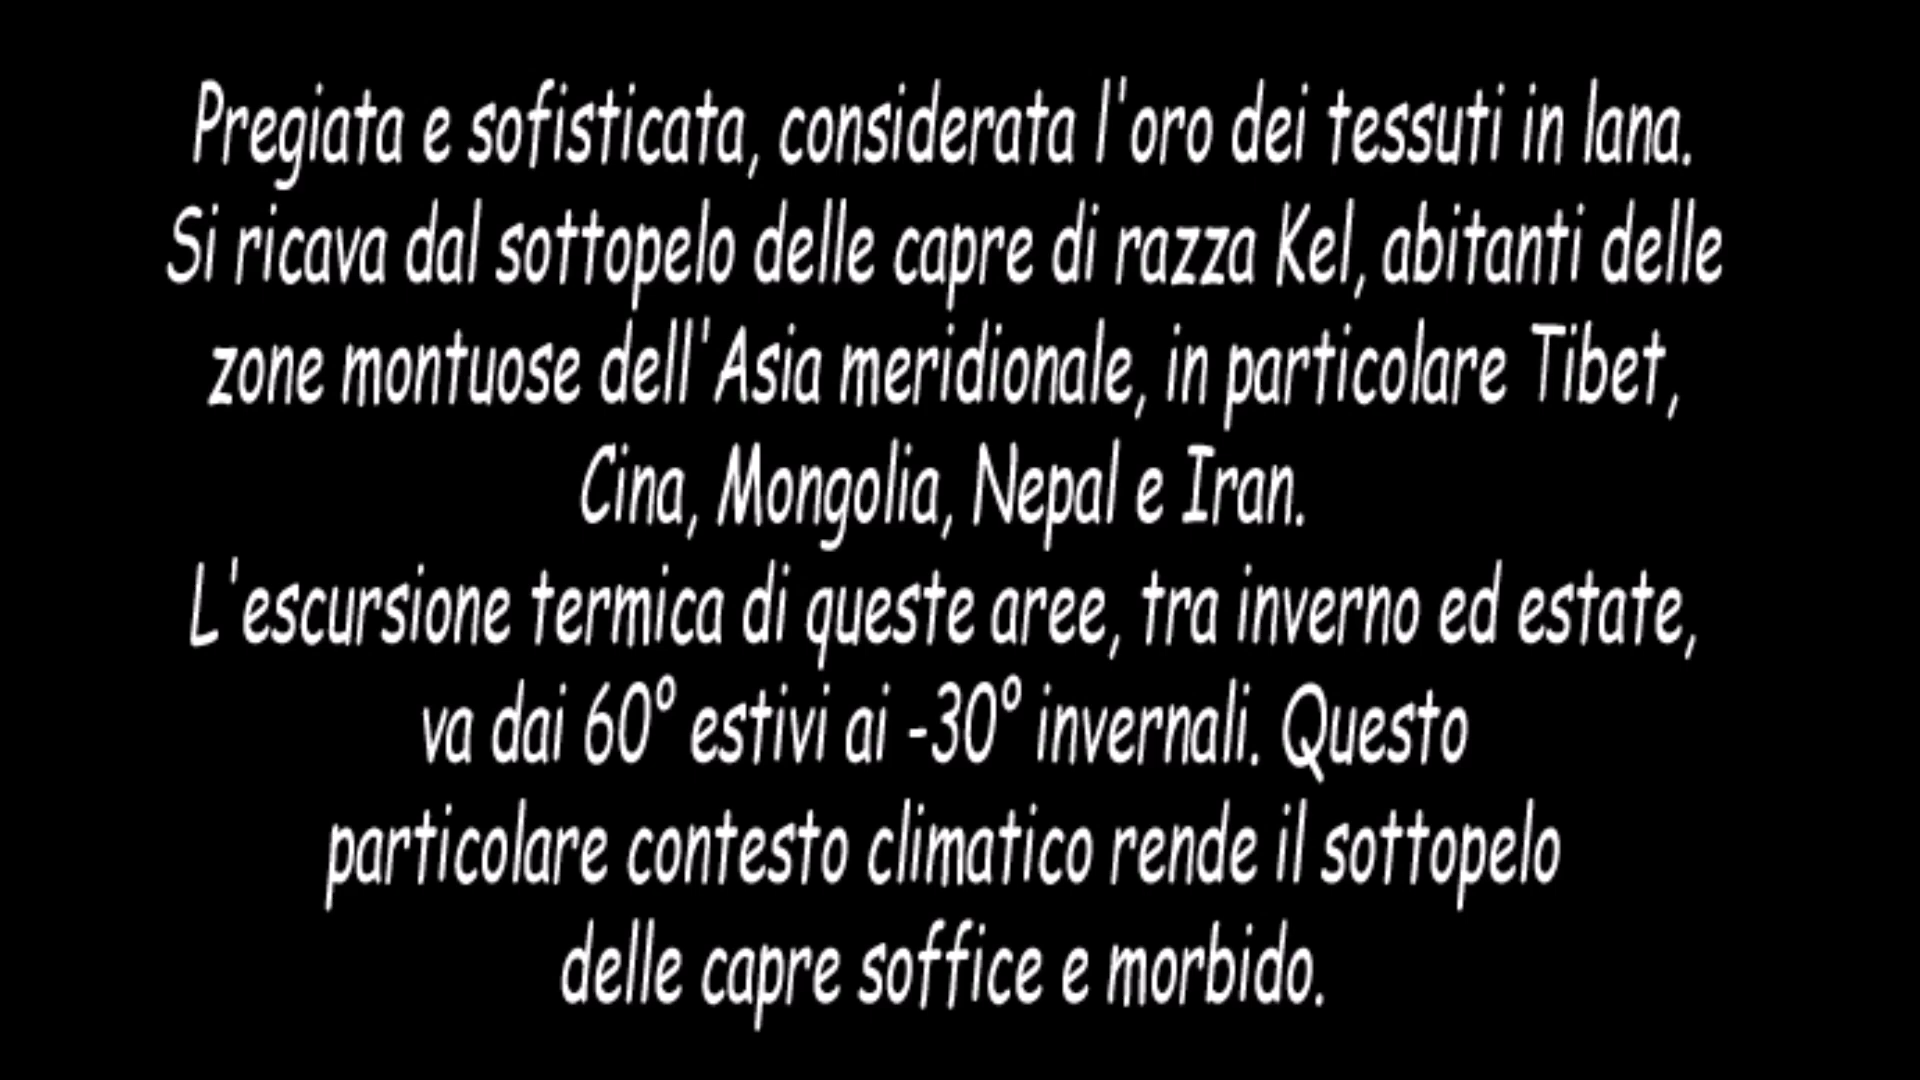 Pregiata e sofisticata, considerata l'oro dei tessuti in lana.
Si ricava dal sottopelo delle capre di razza Kel, abitanti delle
zone montuose dell'Asia meridionale, in particolare Tibet,
Cina, Mongolia, Nepal e Iran.
L'escursione termica di queste aree, tra inverno ed estate,
va dai 60° estivi ai -30° invernali. Questo
particolare contesto climatico rende il sottopelo
delle capre soffice e morbido.